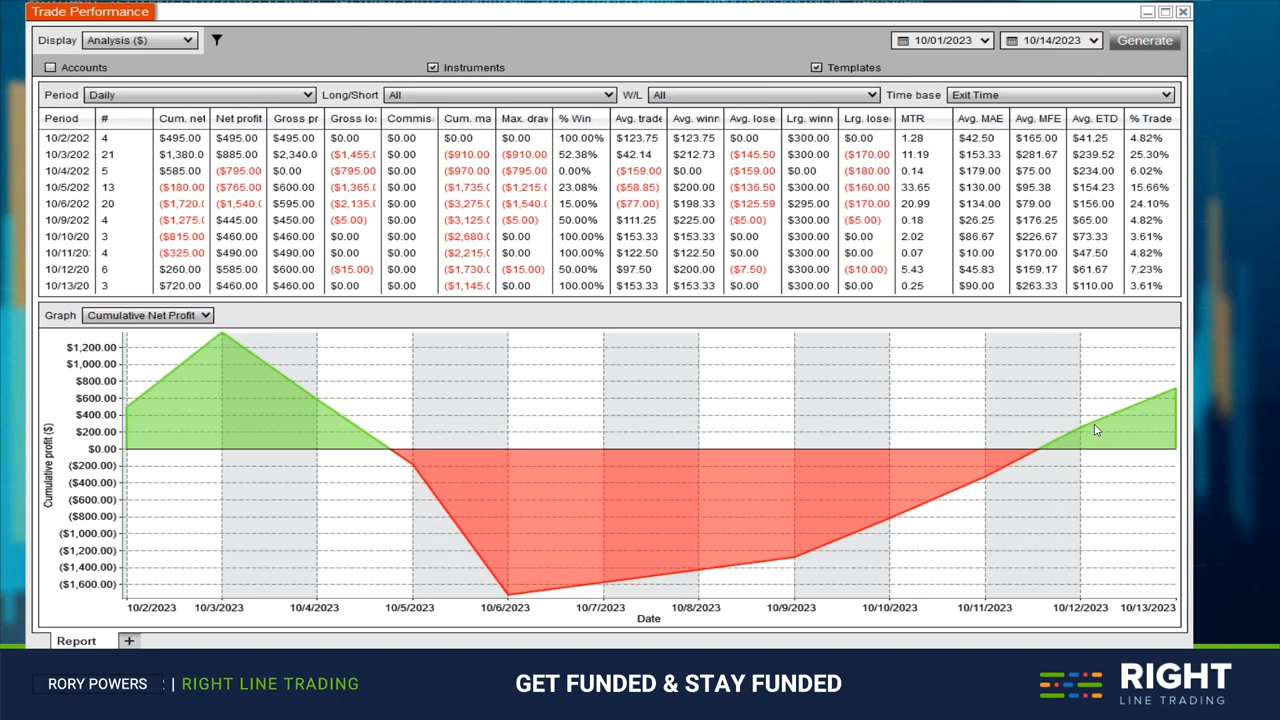 Trade Performance
Display Analysis ($) 10/01/2023 10/14/2023 Generate
Accounts Instruments Templates
Period Daily Long/Short All W/L All Time base Exit Time
Period # Cum. net Net profit Gross pr Gross los Commis: Cum. ma Max. drav % Win Avg. trade Avg. winn Avg. lose Lrg. winn Lrg. lose MTR Avg. MAE Avg. MFE Avg. ETD % Trade
10/2/202 4 $495.00 $495.00 $495.00 $0.00 $0.00 $0.00 $0.00 100.00% $123.75 $123.75 $0.00 $300.00 $0.00 1.28 $42.50 $165.00 $41.25 4.82%
10/3/202 21 $1,380.0 $885.00 $2,340.0 ($1,455.0 $0.00 ($910.00 ($910.00 52.38% $42.14 $212.73 ($145.50 $300.00 ($170.00 11.19 $153.33 $281.67 $239.52 25.30%
10/4/202 5 $585.00 ($795.00 $0.00 ($795.00 $0.00 ($970.00 ($795.00 0.00% ($159.00 $0.00 ($159.00 $0.00 ($180.00 0.14 $179.00 $75.00 $234.00 6.02%
10/5/202 13 ($180.00 ($765.00 $600.00 ($1,365.0 $0.00 ($1,735.0 ($1,215.0 23.08% ($58.85) $200.00 ($136.50 $300.00 ($160.00 33.65 $130.00 $95.38 $154.23 15.66%
10/6/202 20 ($1,720.0 ($1,540.0 $595.00 ($2,135.0 $0.00 ($3,275.0 ($1,540.0 15.00% ($77.00) $198.33 ($125.59 $295.00 ($170.00 20.99 $134.00 $79.00 $156.00 24.10%
10/9/202 4 ($1,275.0 $445.00 $450.00 ($5.00) $0.00 ($3,125.0 ($5.00) 50.00% $111.25 $225.00 ($5.00) $300.00 ($5.00) 0.18 $26.25 $176.25 $65.00 4.82%
10/10/20 3 ($815.00 $460.00 $460.00 $0.00 $0.00 ($2,680.0 $0.00 100.00% $153.33 $153.33 $0.00 $300.00 $0.00 2.02 $86.67 $226.67 $73.33 3.61%
10/11/20 4 ($325.00 $490.00 $490.00 $0.00 $0.00 ($2,215.0 $0.00 100.00% $122.50 $122.50 $0.00 $300.00 $0.00 0.07 $10.00 $170.00 $47.50 4.82%
10/12/20 6 $260.00 $585.00 $600.00 ($15.00) $0.00 ($1,730.0 ($15.00) 50.00% $97.50 $200.00 ($7.50) $300.00 ($10.00) 5.43 $45.83 $159.17 $61.67 7.23%
10/13/20 3 $720.00 $460.00 $460.00 $0.00 $0.00 ($1,145.0 $0.00 100.00% $153.33 $153.33 $0.00 $300.00 $0.00 0.25 $90.00 $263.33 $110.00 3.61%
Graph Cumulative Net Profit
$1,200.00
$1,000.00
$800.00
$600.00
$400.00
$200.00
$0.00
($200.00)
($400.00)
($600.00)
($800.00)
($1,000.00)
($1,200.00)
($1,400.00)
($1,600.00)
Cumulative profit ($)
10/2/2023 10/3/2023 10/4/2023 10/5/2023 10/6/2023 10/7/2023 10/8/2023 10/9/2023 10/10/2023 10/11/2023 10/12/2023 10/13/2023
Date
Report +
RORY POWERS : | RIGHT LINE TRADING
GET FUNDED & STAY FUNDED
RIGHT
LINE TRADING